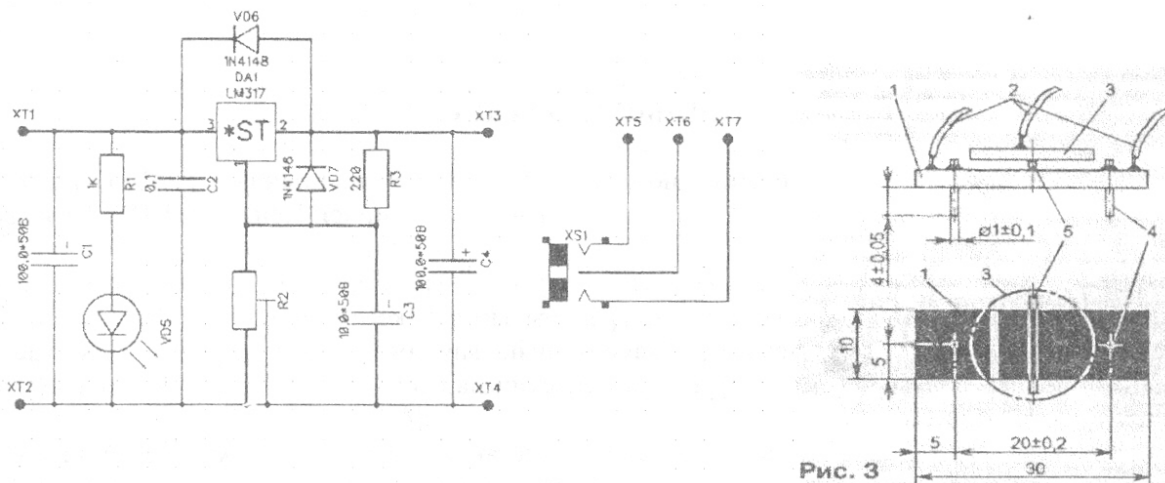 VD6
1N4148
DA1
LM317
XT1
3
*ST
2
XT3
1
1K
R1
0,1
C2
1N4148
VD7
220
R3
100,0*50В
C1
VD5
R2
10,0*50В
C3
100,0*50В
C4
XT2
XT4
XT5
XT6
XT7
XS1
1
2
3
4±0,05
ø1±0,1
5
4
1
3
10
5
5
20±0,2
30
Рис. 3